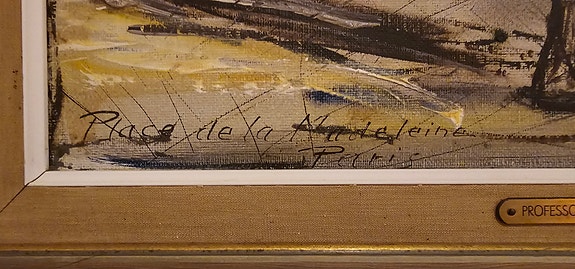 Place de la Madeleine
Paris
PROFESSO